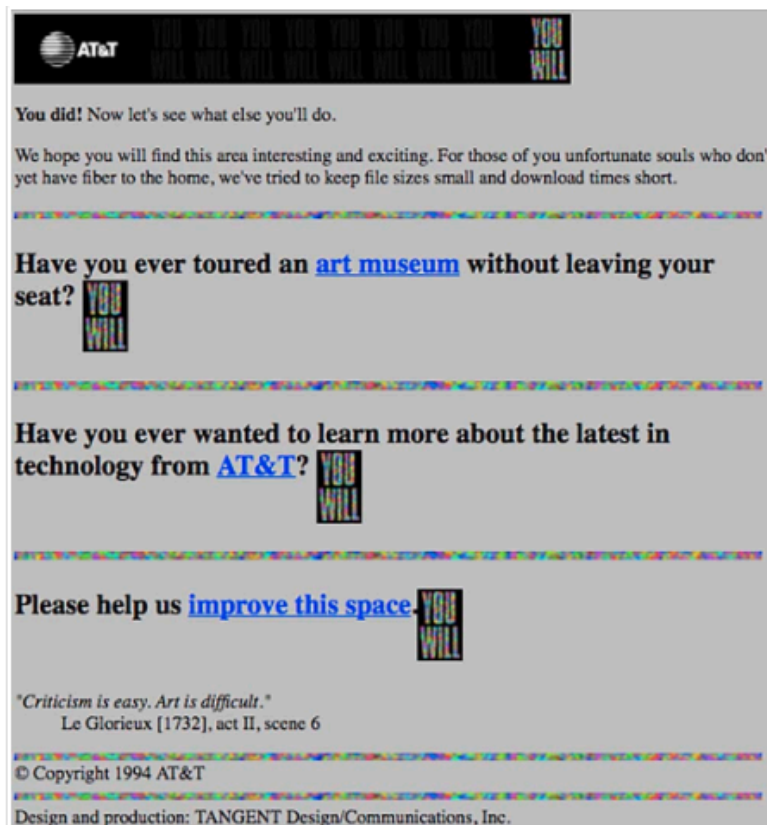 AT&T YOU YOU YOU YOU YOU YOU YOU YOU YOU
WILL WILL WILL WILL WILL WILL WILL WILL WILL
You did! Now let's see what else you'll do.
We hope you will find this area interesting and exciting. For those of you unfortunate souls who don'
yet have fiber to the home, we've tried to keep file sizes small and download times short.
Have you ever toured an art museum without leaving your
seat? YOU
WILL
Have you ever wanted to learn more about the latest in
technology from AT&T? YOU
WILL
Please help us improve this space. YOU
WILL
"Criticism is easy. Art is difficult."
Le Glorieux [1732], act II, scene 6
© Copyright 1994 AT&T
Design and production: TANGENT Design/Communications, Inc.